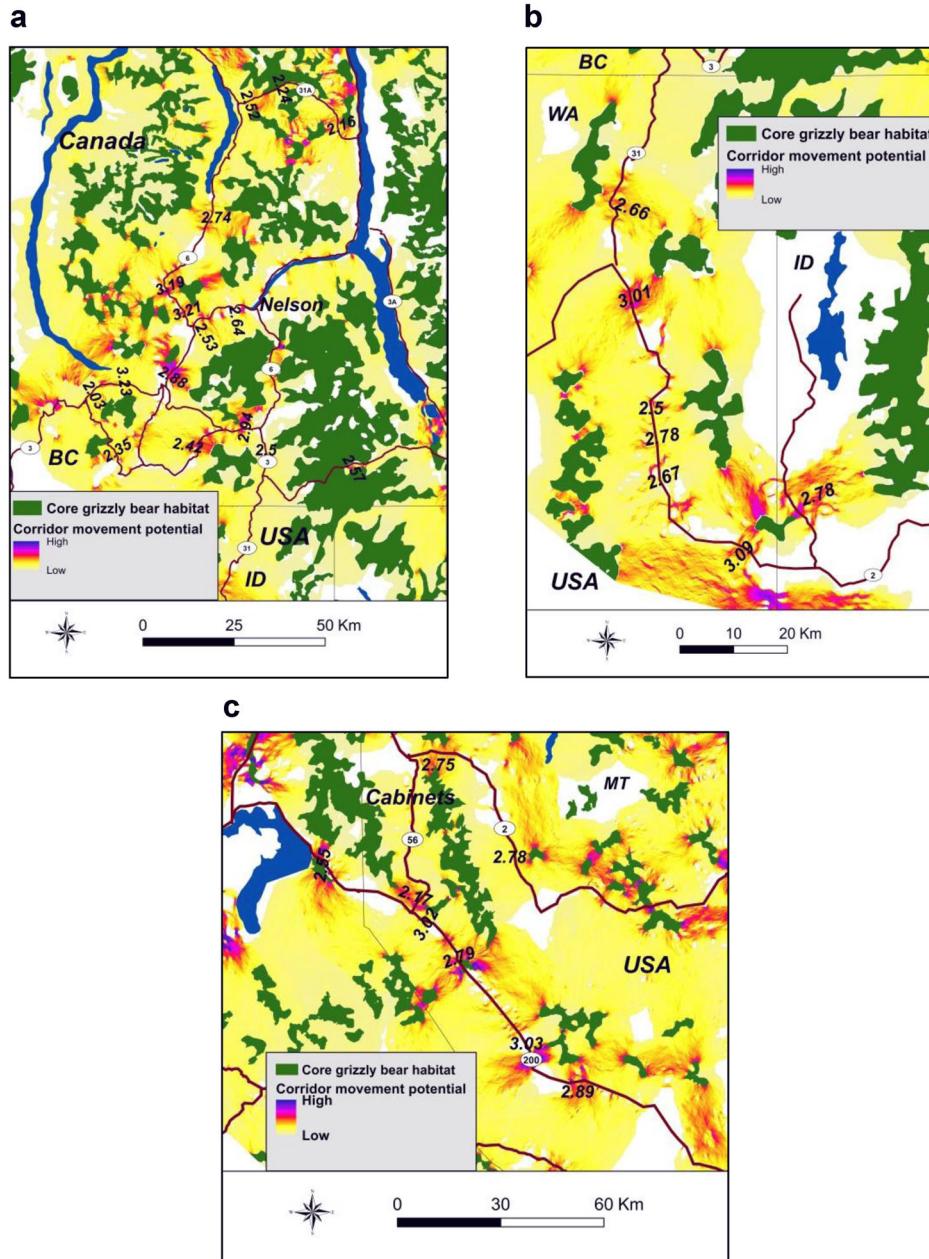 a
31A
2.24
2.52
2.16
Canada
2.74
6
3.19
3.21
2.53
2.64
Nelson
3A
2.88
3.23
2.03
6
2.94
2.42
2.35
2.5
3
3
BC
2.57
Core grizzly bear habitat
Corridor movement potential
High
Low
USA
31
ID
0 25 50 Km
b
BC
3
WA
31
Core grizzly bear habitat
Corridor movement potential
High
Low
2.66
ID
3.01
2.5
2.78
2.67
2.78
3.09
2
USA
0 10 20 Km
c
2.75
MT
Cabinets
56
2
2.55
2.78
2.17
3.02
2.79
USA
3.03
200
2.89
Core grizzly bear habitat
Corridor movement potential
High
Low
0 30 60 Km